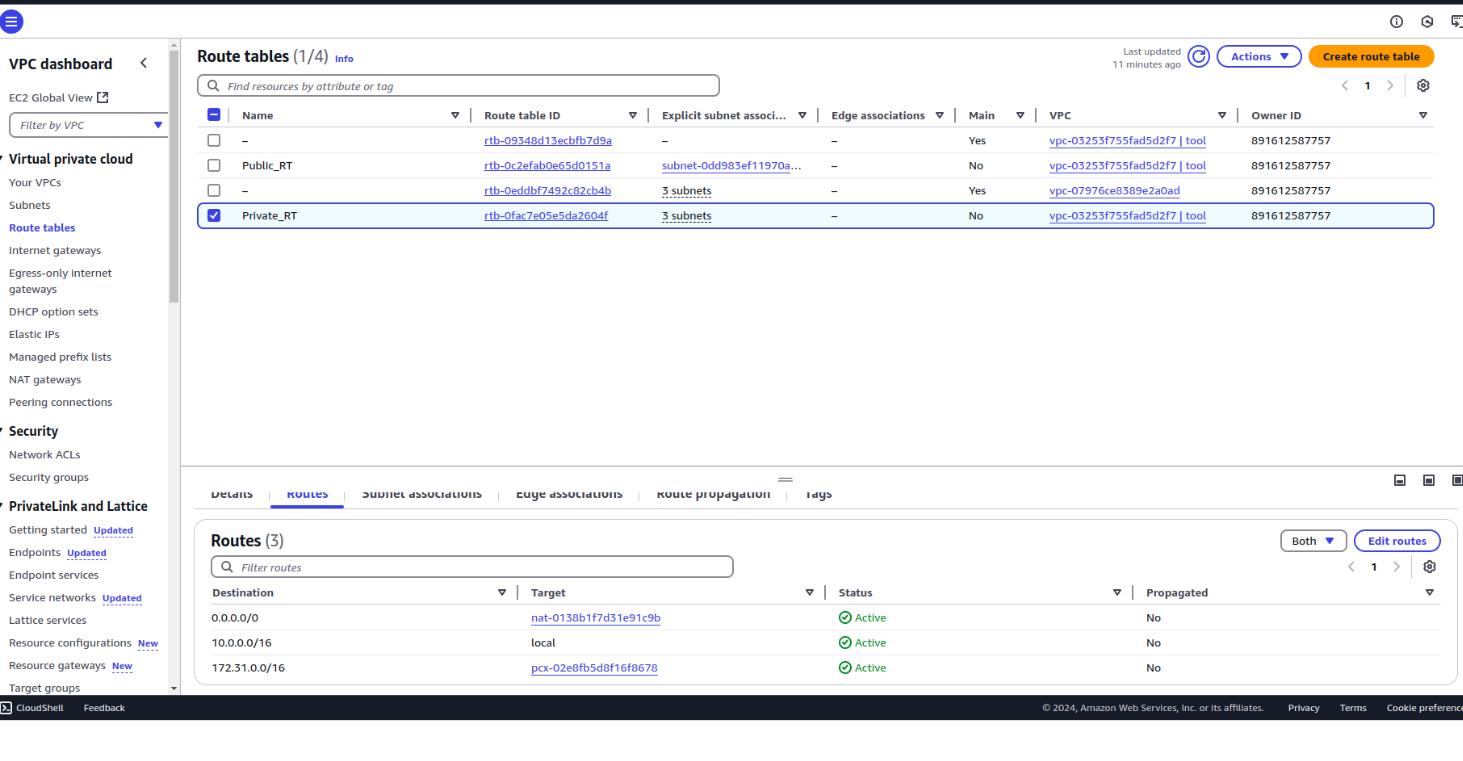 Route tables (1/4) Info
Last updated
11 minutes ago
Actions
Create route table
Find resources by attribute or tag
1
Name Route table ID Explicit subnet associ... Edge associations Main VPC Owner ID
– rtb-09348d13ecbfb7d9a – – Yes vpc-03253f755fad5d2f7 | tool 891612587757
Public_RT rtb-0c2efab0e65d0151a subnet-0dd983ef11970a... – No vpc-03253f755fad5d2f7 | tool 891612587757
– rtb-0eddbf7492c82cb4b 3 subnets – Yes vpc-07976ce8389e2a0ad 891612587757
Private_RT rtb-0fac7e05e5da2604f 3 subnets – No vpc-03253f755fad5d2f7 | tool 891612587757
VPC dashboard
EC2 Global View
Filter by VPC
Virtual private cloud
Your VPCs
Subnets
Route tables
Internet gateways
Egress-only internet
gateways
DHCP option sets
Elastic IPs
Managed prefix lists
NAT gateways
Peering connections
Security
Network ACLs
Security groups
PrivateLink and Lattice
Getting started Updated
Endpoints Updated
Endpoint services
Service networks Updated
Lattice services
Resource configurations New
Resource gateways New
Target groups
Details Routes Subnet associations Edge associations Route propagation Tags
Routes (3)
Both
Edit routes
Filter routes
1
Destination Target Status Propagated
0.0.0.0/0 nat-0138b1f7d31e91c9b Active No
10.0.0.0/16 local Active No
172.31.0.0/16 pcx-02e8fb5d8f16f8678 Active No
CloudShell Feedback © 2024, Amazon Web Services, Inc. or its affiliates. Privacy Terms Cookie preference